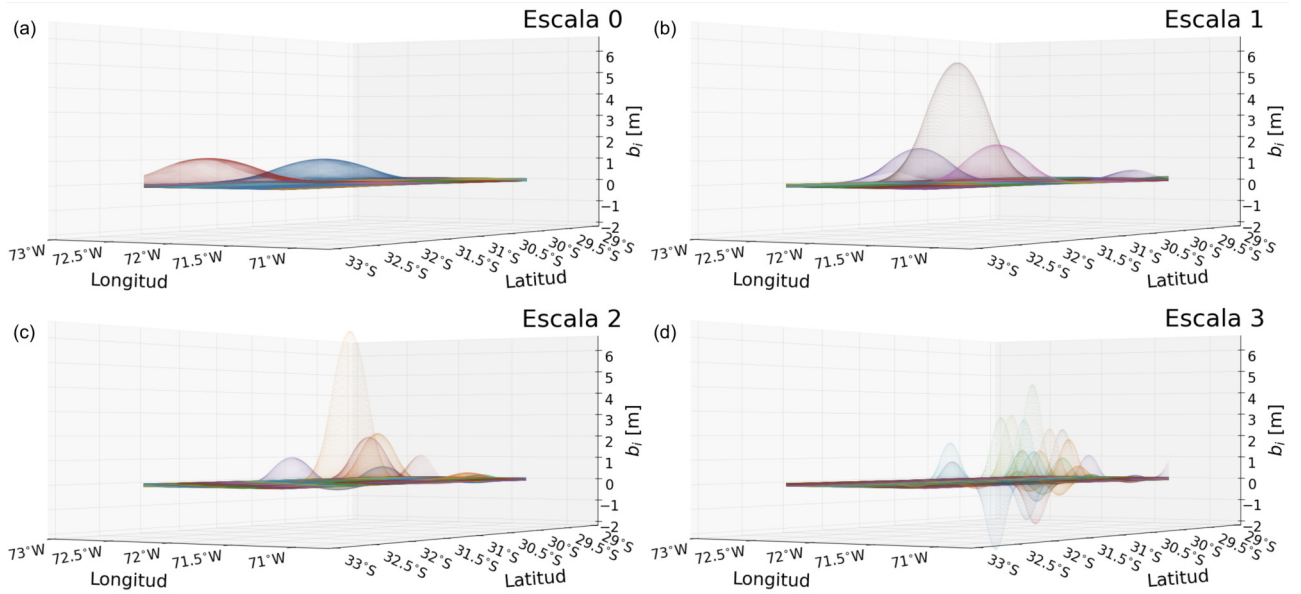 (a)
Escala 0
6
5
4
3
2
1
0
−1
−2
b_i [m]
73°W
72.5°W
72°W
71.5°W
71°W
Longitud
33°S
32.5°S
32°S
31.5°S
31°S
30.5°S
30°S
29.5°S
29°S
Latitud
(b)
Escala 1
6
5
4
3
2
1
0
−1
−2
b_i [m]
73°W
72.5°W
72°W
71.5°W
71°W
Longitud
33°S
32.5°S
32°S
31.5°S
31°S
30.5°S
30°S
29.5°S
29°S
Latitud
(c)
Escala 2
6
5
4
3
2
1
0
−1
−2
b_i [m]
73°W
72.5°W
72°W
71.5°W
71°W
Longitud
33°S
32.5°S
32°S
31.5°S
31°S
30.5°S
30°S
29.5°S
29°S
Latitud
(d)
Escala 3
6
5
4
3
2
1
0
−1
−2
b_i [m]
73°W
72.5°W
72°W
71.5°W
71°W
Longitud
33°S
32.5°S
32°S
31.5°S
31°S
30.5°S
30°S
29.5°S
29°S
Latitud